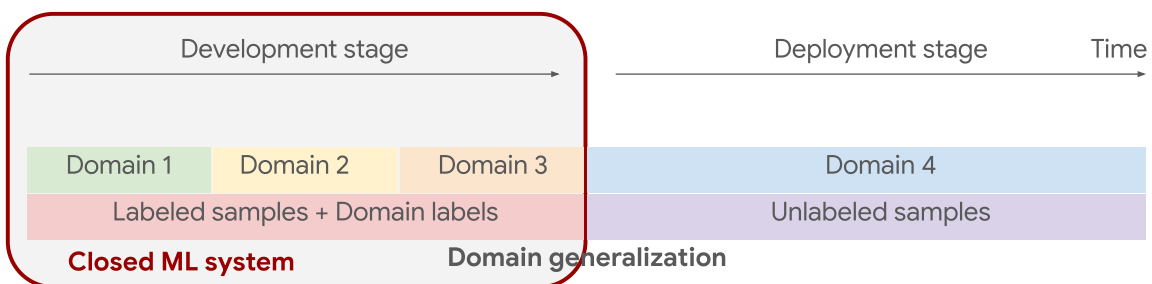 Development stage
Deployment stage
Time
Domain 1
Domain 2
Domain 3
Domain 4
Labeled samples + Domain labels
Unlabeled samples
Closed ML system
Domain generalization